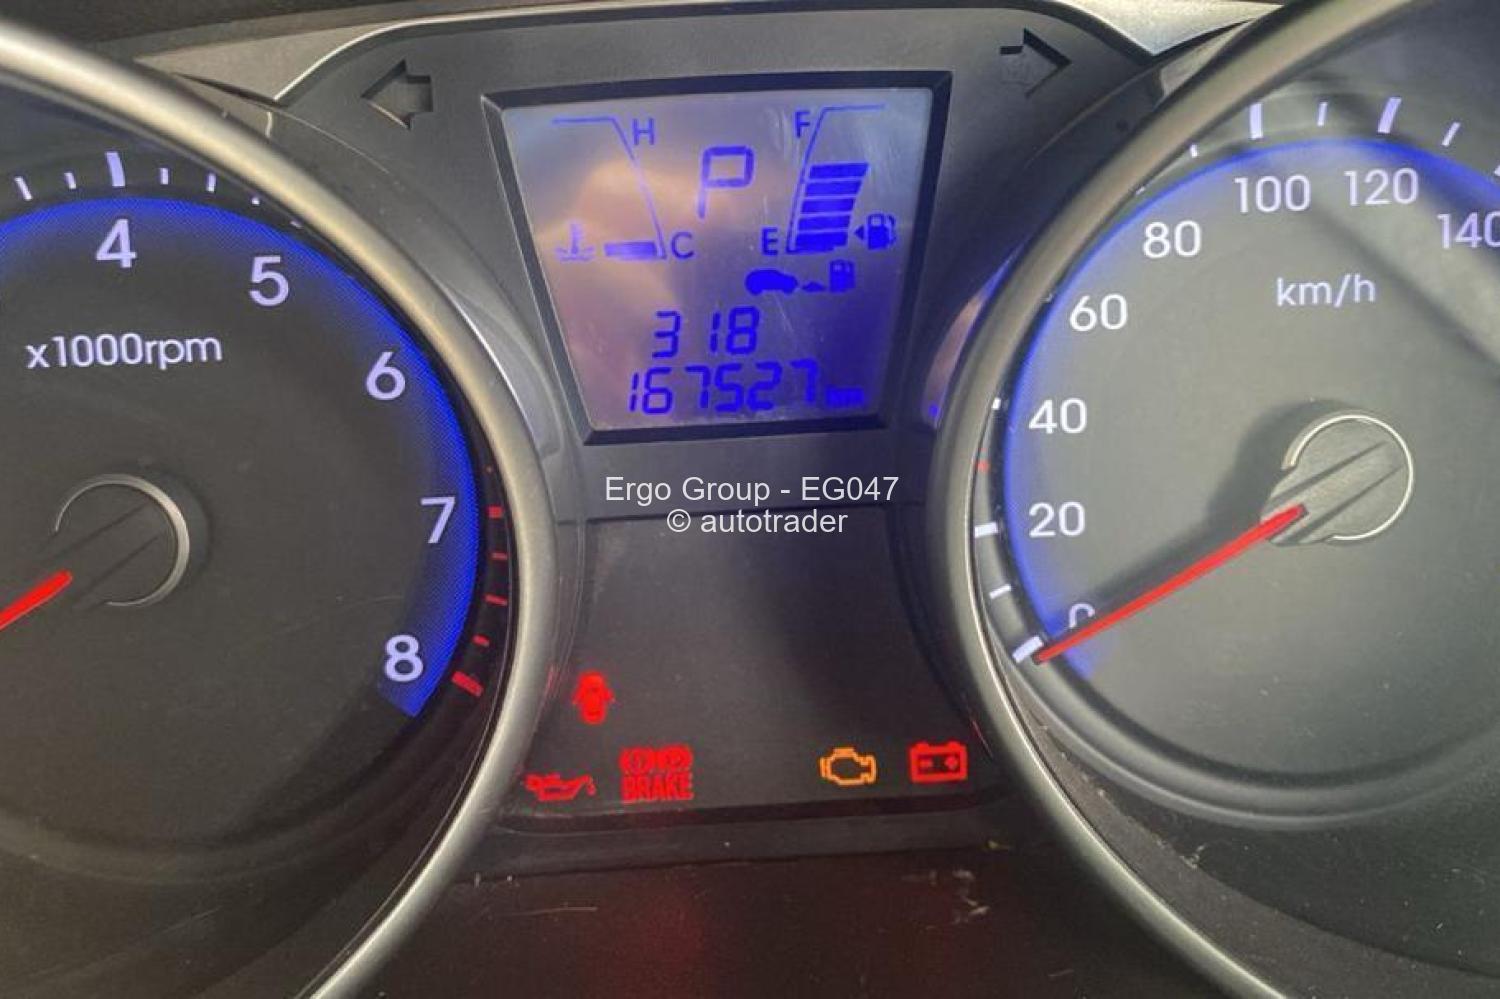 H
F
P
C
E
318
167527 km
4
5
6
7
8
x1000rpm
0
20
40
60
80
100
120
140
km/h
Ergo Group - EG047
© autotrader
BRAKE